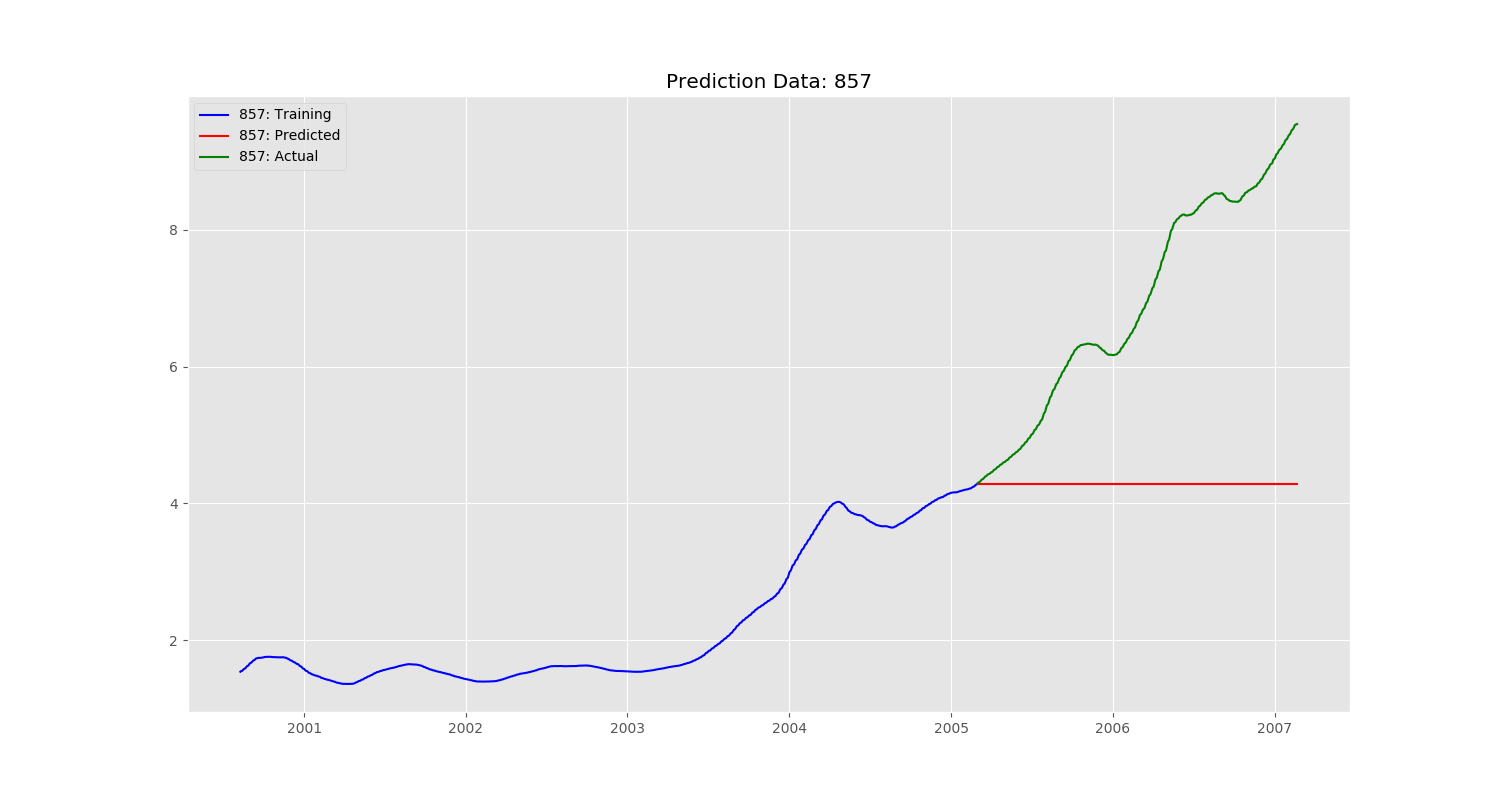 Prediction Data: 857
857: Training
857: Predicted
857: Actual
8
6
4
2
2001 2002 2003 2004 2005 2006 2007